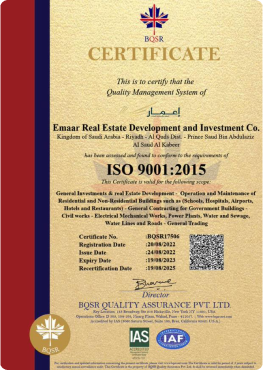 BQSR
CERTIFICATE
This is to certify that the
Quality Management System of
إعمار
Emaar Real Estate Development and Investment Co.
Kingdom of Saudi Arabia - Riyadh - Al Quds Dist. - Prince Saud Bin Abdulaziz
Al Saud Al Kabeer
has been assessed and found to conform to the requirements of
ISO 9001:2015
This Certificate is valid for the following scope
General Investments & real Estate Development - Operation and Maintenance of
Residential and Non-Residential Buildings such as (Schools, Hospitals, Airports,
Hotels and Restaurants) - General Contracting for Government Buildings -
Civil works - Electrical Mechanical Works, Power Plants, Water and Sewage,
Water Lines and Roads - General Trading
Certificate No. :BQSR17506
Registration Date :20/08/2022
Issue Date :24/08/2022
Expiry Date :19/08/2023
Recertification Date :19/08/2025
Director
BQSR QUALITY ASSURANCE PVT. LTD.
IAS
IAF
BQSR